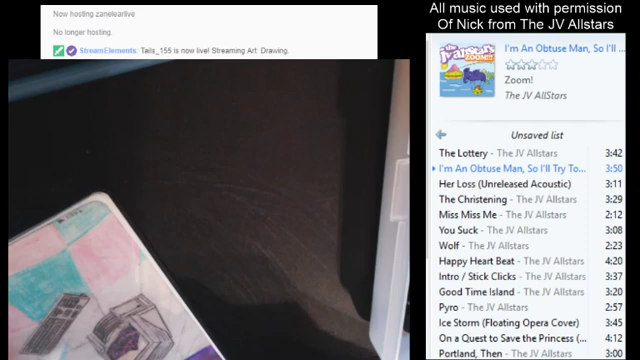 Now hosting zanelearlive
No longer hosting.
StreamElements: Tails_155 is now live! Streaming Art: Drawing.
All music used with permission
Of Nick from The JV Allstars
I'm An Obtuse Man, So I'll ...
Zoom!
The JV AllStars
Unsaved list
The Lottery - The JV Allstars 3:42
I'm An Obtuse Man, So I'll Try To... 3:50
Her Loss (Unreleased Acoustic) 3:11
The Christening - The JV Allstars 3:29
Miss Miss Me - The JV Allstars 2:12
You Suck - The JV Allstars 3:08
Wolf - The JV Allstars 2:23
Happy Heart Beat - The JV Allstars 4:20
Intro / Stick Clicks - The JV Allstars 3:37
Good Time Island - The JV Allstars 3:20
Pyro - The JV Allstars 2:57
Ice Storm (Floating Opera Cover) 3:45
On a Quest to Save the Princess (... 4:12
Portland, Then - The JV Allstars 3:00